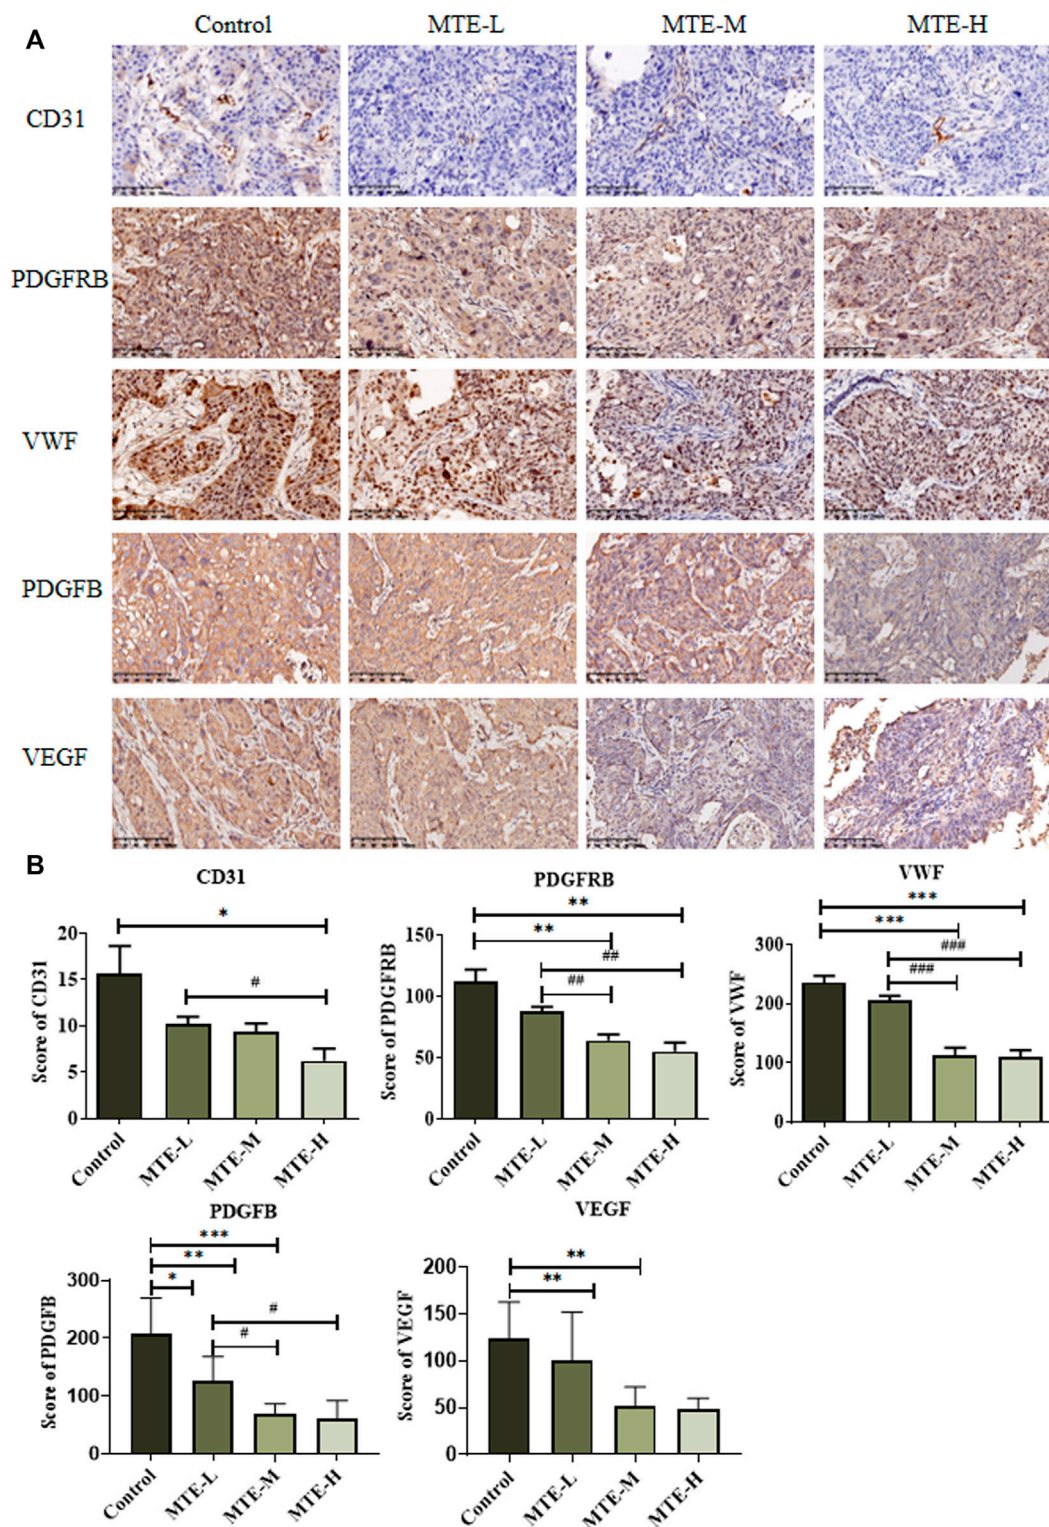 A
Control MTE-L MTE-M MTE-H
CD31
PDGFRB
VWF
PDGFB
VEGF
B
CD31
*
#
Score of CD31
20
15
10
5
0
Control MTE-L MTE-M MTE-H
PDGFRB
**
**
##
##
Score of PDGFRB
150
100
50
0
Control MTE-L MTE-M MTE-H
VWF
***
***
###
###
Score of VWF
300
200
100
0
Control MTE-L MTE-M MTE-H
PDGFB
***
**
*
#
#
Score of PDGFB
300
200
100
0
Control MTE-L MTE-M MTE-H
VEGF
**
**
Score of VEGF
200
150
100
50
0
Control MTE-L MTE-M MTE-H